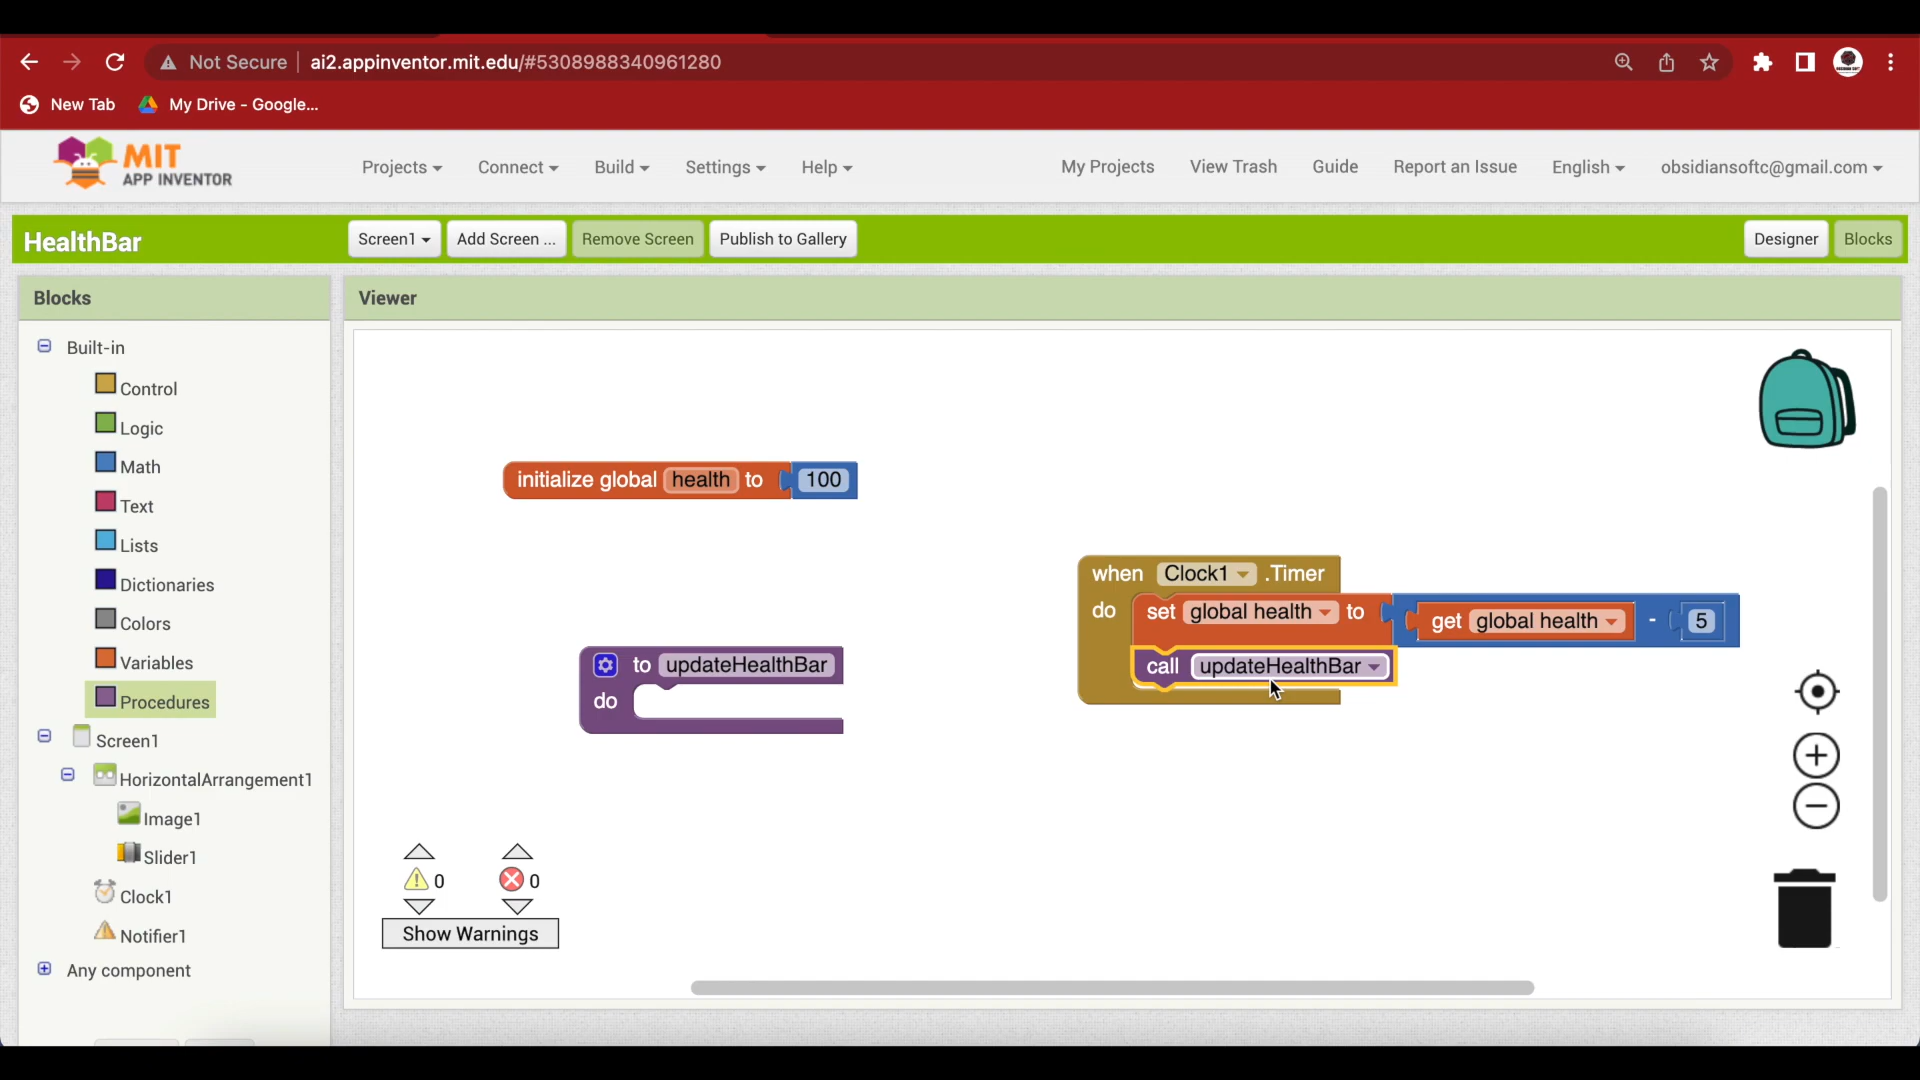 Not Secure ai2.appinventor.mit.edu/#5308988340961280
New Tab My Drive - Google...
MIT
APP INVENTOR
Projects Connect Build Settings Help My Projects View Trash Guide Report an Issue English obsidiansoftc@gmail.com
HealthBar Screen1 Add Screen ... Remove Screen Publish to Gallery Designer Blocks
Blocks
Viewer
Built-in
Control
Logic
Math
Text
Lists
Dictionaries
Colors
Variables
Procedures
Screen1
HorizontalArrangement1
Image1
Slider1
Clock1
Notifier1
Any component
initialize global health to 100
to updateHealthBar
do
when Clock1 .Timer
do set global health to get global health - 5
call updateHealthBar
0 0
Show Warnings